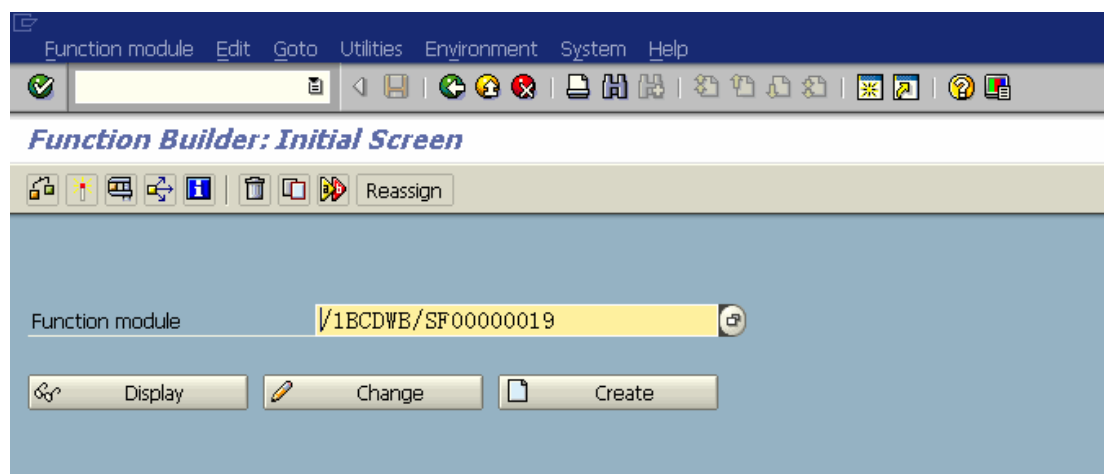 Function module Edit Goto Utilities Environment System Help
Function Builder: Initial Screen
Reassign
Function module /1BCDWB/SF00000019
Display Change Create